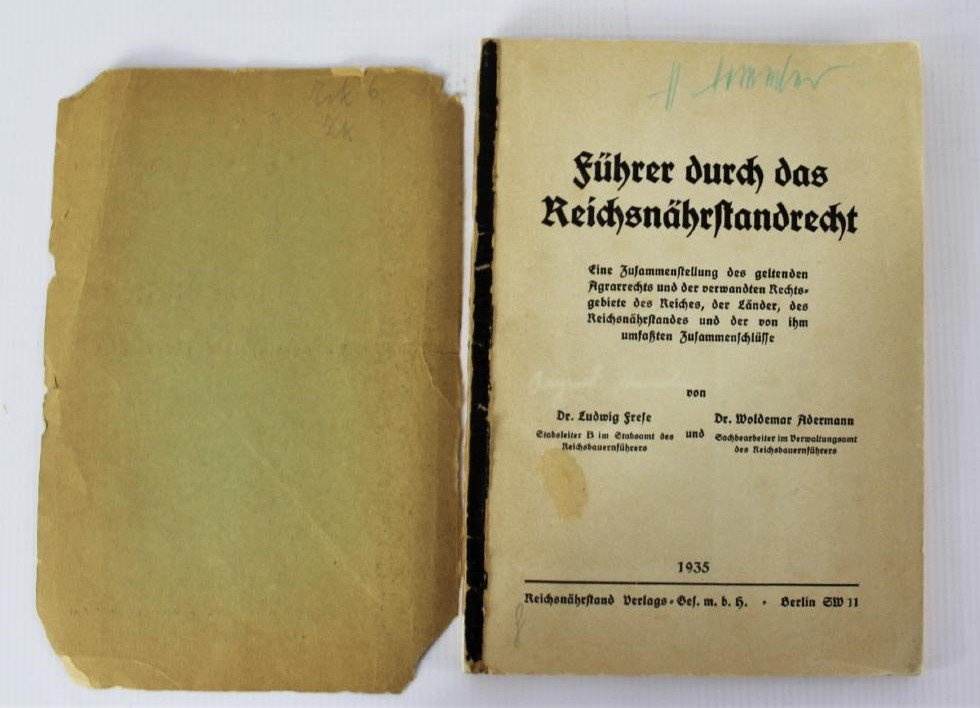 Führer durch das
Reichsnährstandrecht
Eine Zusammenstellung des geltenden
Agrarrechts und der verwandten Rechts-
gebiete des Reiches, der Länder, des
Reichsnährstandes und der von ihm
umfaßten Zusammenschlüsse
von
Dr. Ludwig Frese
Stabsleiter B im Stabsamt des
Reichsbauernführers
und
Dr. Woldemar Adermann
Sachbearbeiter im Verwaltungsamt
des Reichsbauernführers
1935
Reichsnährstand Verlags-Ges. m. b. H. • Berlin SW 11